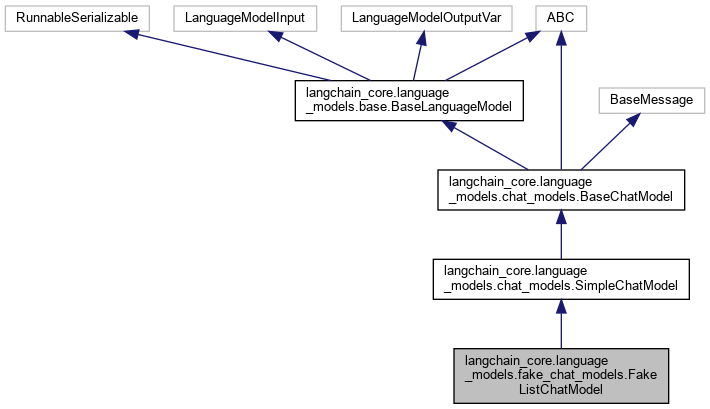 RunnableSerializable
LanguageModelInput
LanguageModelOutputVar
ABC
langchain_core.language
_models.base.BaseLanguageModel
BaseMessage
langchain_core.language
_models.chat_models.BaseChatModel
langchain_core.language
_models.chat_models.SimpleChatModel
langchain_core.language
_models.fake_chat_models.Fake
ListChatModel